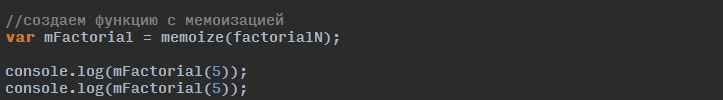 //создаем функцию с мемоизацией
var mFactorial = memoize(factorialN);
console.log(mFactorial(5));
console.log(mFactorial(5));